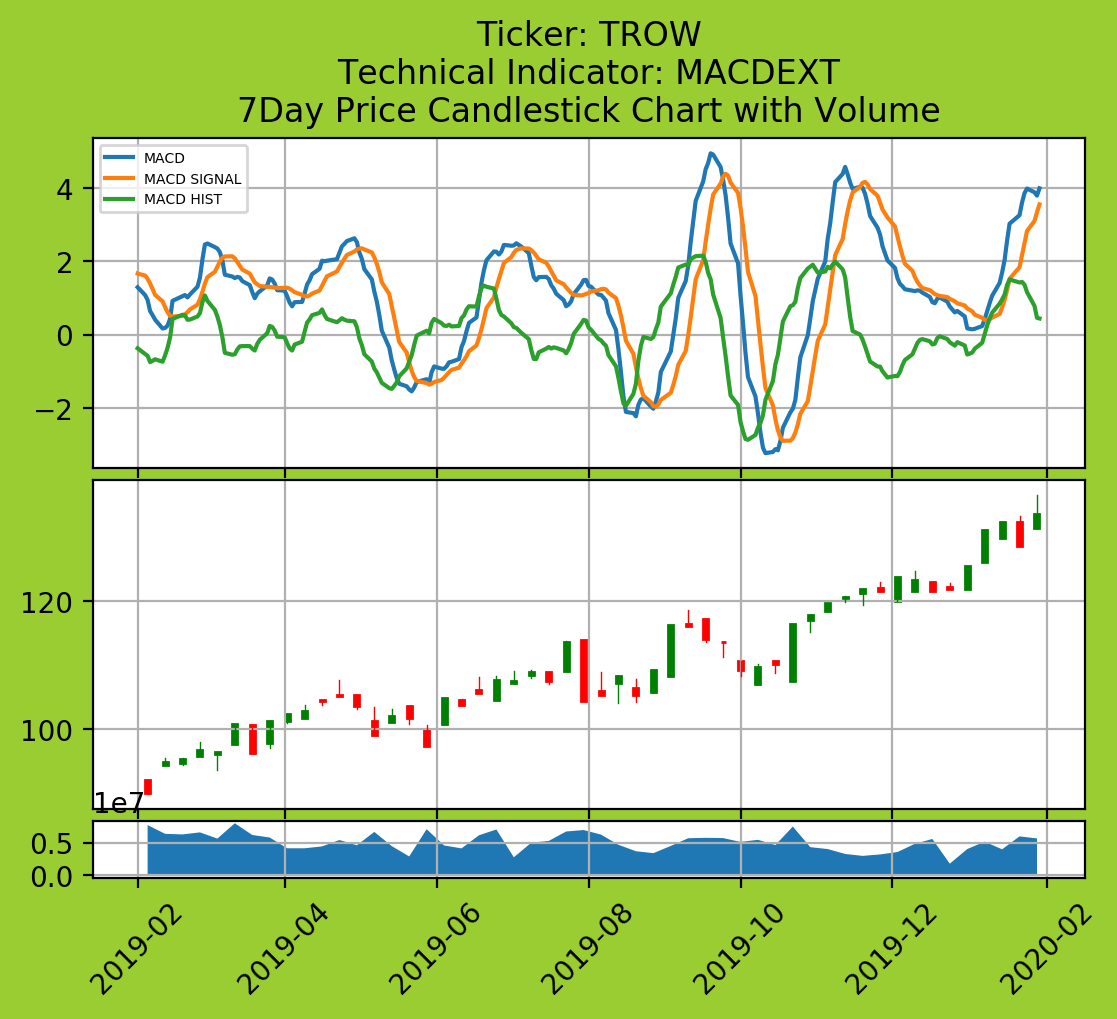 Ticker: TROW
Technical Indicator: MACDEXT
7Day Price Candlestick Chart with Volume
MACD
MACD SIGNAL
MACD HIST
4
2
0
−2
120
100
1e7
0.5
0.0
2019-02
2019-04
2019-06
2019-08
2019-10
2019-12
2020-02